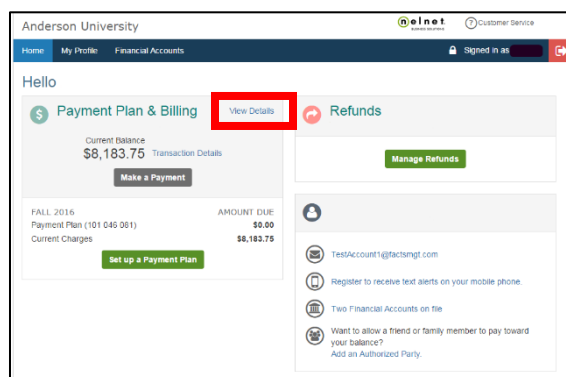 Anderson University
nelnet
BUSINESS SOLUTIONS
? Customer Service
Home My Profile Financial Accounts
Signed in as
Hello
$ Payment Plan & Billing View Details
Current Balance
$8,183.75 Transaction Details
Make a Payment
FALL 2016 AMOUNT DUE
Payment Plan (101 046 081) $0.00
Current Charges $8,183.75
Set up a Payment Plan
Refunds
Manage Refunds
TestAccount1@factsmgt.com
Register to receive text alerts on your mobile phone.
Two Financial Accounts on file
Want to allow a friend or family member to pay toward
your balance?
Add an Authorized Party.